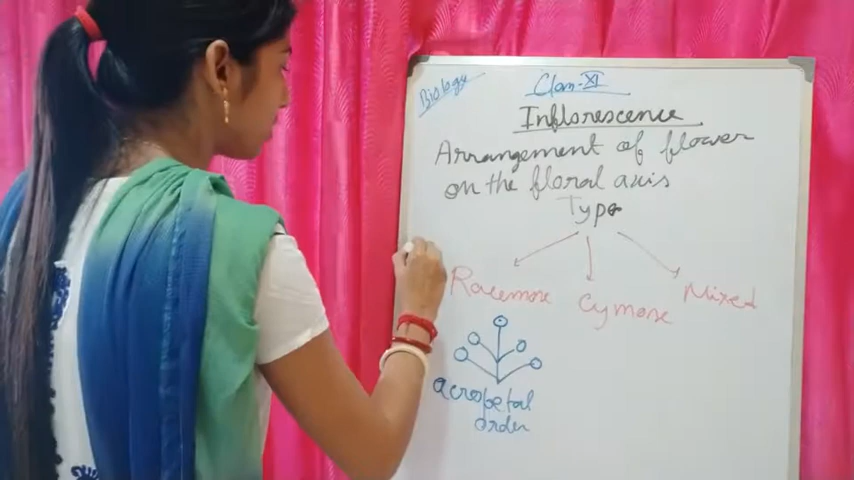 Biology
Class-XI
Inflorescence
Arrangement of flower
on the floral axis
Type
Racemose Cymose Mixed
acropetal
order